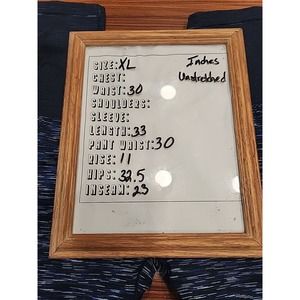 SIZE: XL
Inches
Unstretched
CHEST:
WAIST: 30
SHOULDERS:
SLEEVE:
LENGTH: 33
PANT WAIST: 30
RISE: 11
HIPS: 32.5
INSEAM: 23